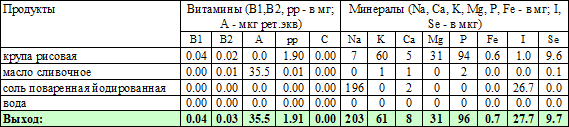 Продукты Витамины (B1,B2, pp - в мг; Минералы (Na, Ca, K, Mg, P, Fe - в мг; I,
А - мкг рет.экв) Se - в мкг)
B1 B2 A pp C Na K Ca Mg P Fe I Se
крупа рисовая 0.04 0.02 0.0 1.90 0.00 7 60 5 31 94 0.6 1.0 9.6
масло сливочное 0.00 0.01 35.5 0.01 0.00 0 1 1 0 2 0.0 0.0 0.1
соль поваренная йодированная 0.00 0.00 0.0 0.00 0.00 196 0 2 0 0 0.0 26.7 0.0
вода 0.00 0.00 0.0 0.00 0.00 0 0 0 0 0 0.0 0.0 0.0
Выход: 0.04 0.03 35.5 1.91 0.00 203 61 8 31 96 0.7 27.7 9.7